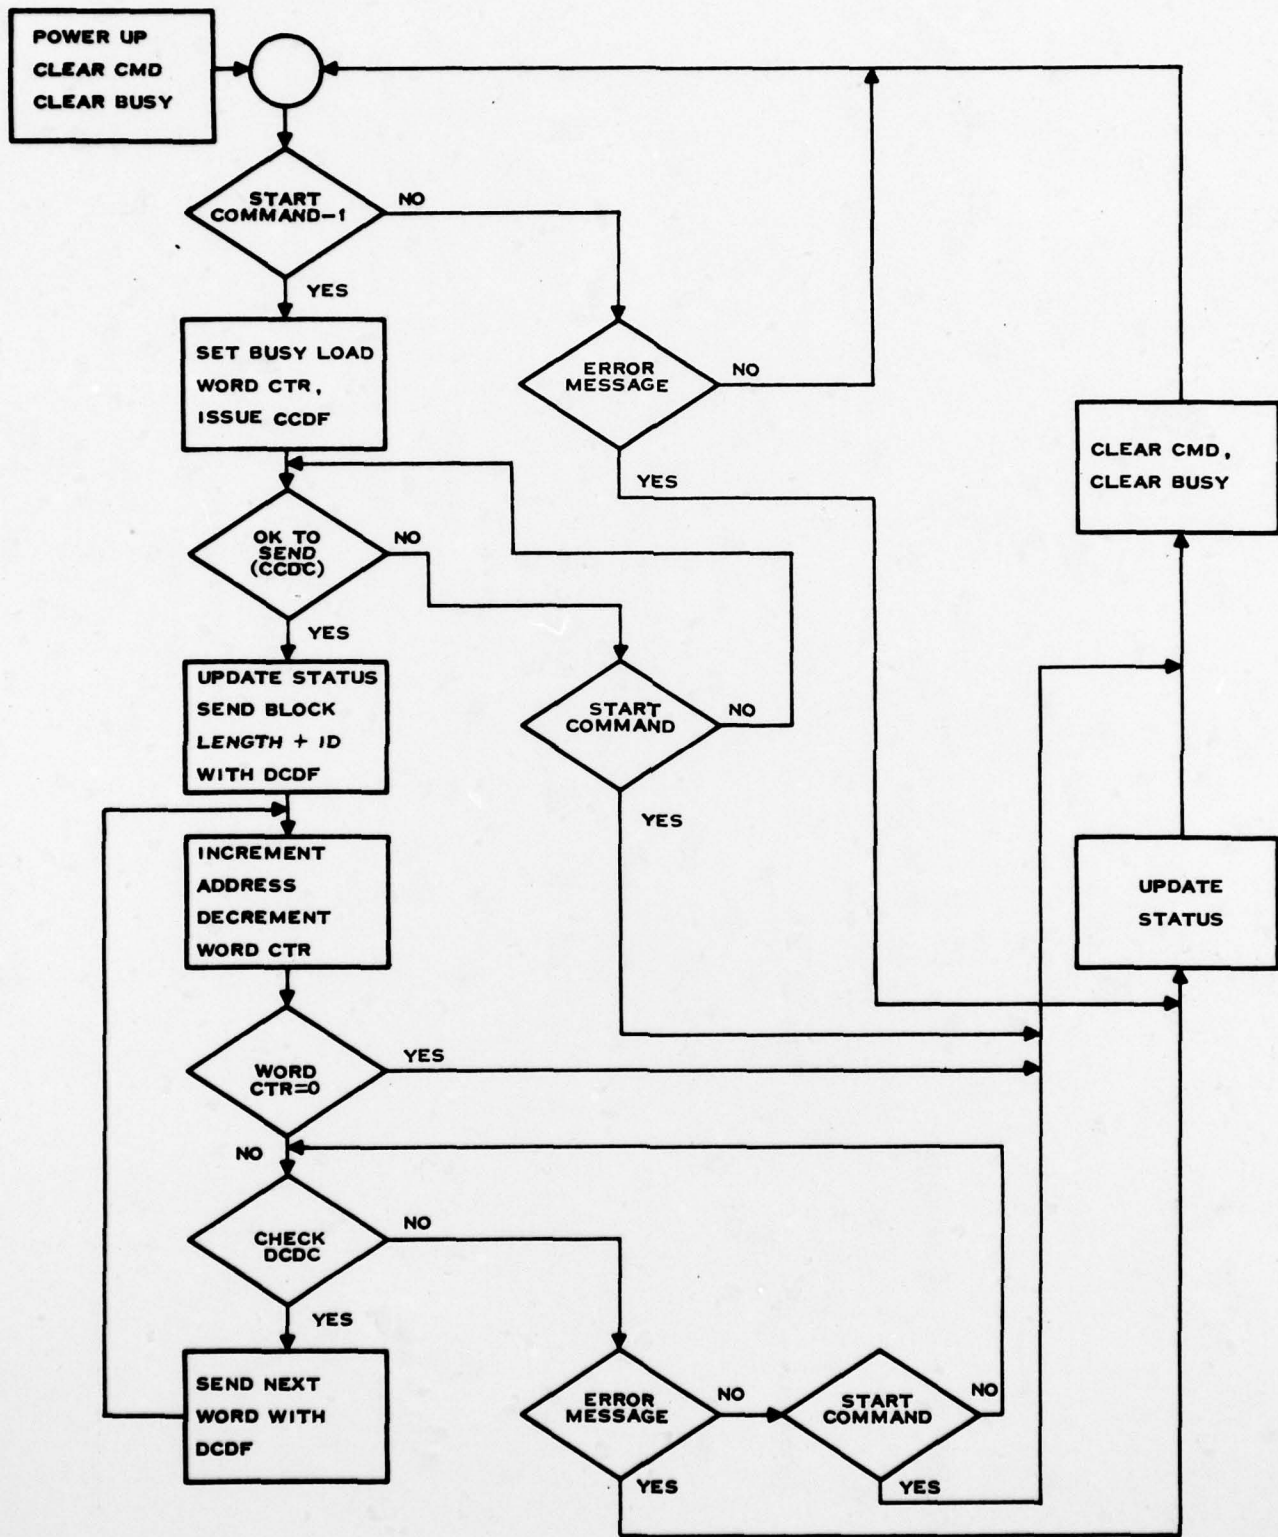 POWER UP
CLEAR CMD
CLEAR BUSY
START
COMMAND-1
NO
YES
SET BUSY LOAD
WORD CTR,
ISSUE CCDF
ERROR
MESSAGE
NO
YES
CLEAR CMD,
CLEAR BUSY
OK TO
SEND
(CCDC)
NO
YES
UPDATE STATUS
SEND BLOCK
LENGTH + ID
WITH DCDF
START
COMMAND
NO
YES
INCREMENT
ADDRESS
DECREMENT
WORD CTR
UPDATE
STATUS
WORD
CTR=0
YES
NO
CHECK
DCDC
NO
YES
SEND NEXT
WORD WITH
DCDF
ERROR
MESSAGE
NO
YES
START
COMMAND
NO
YES